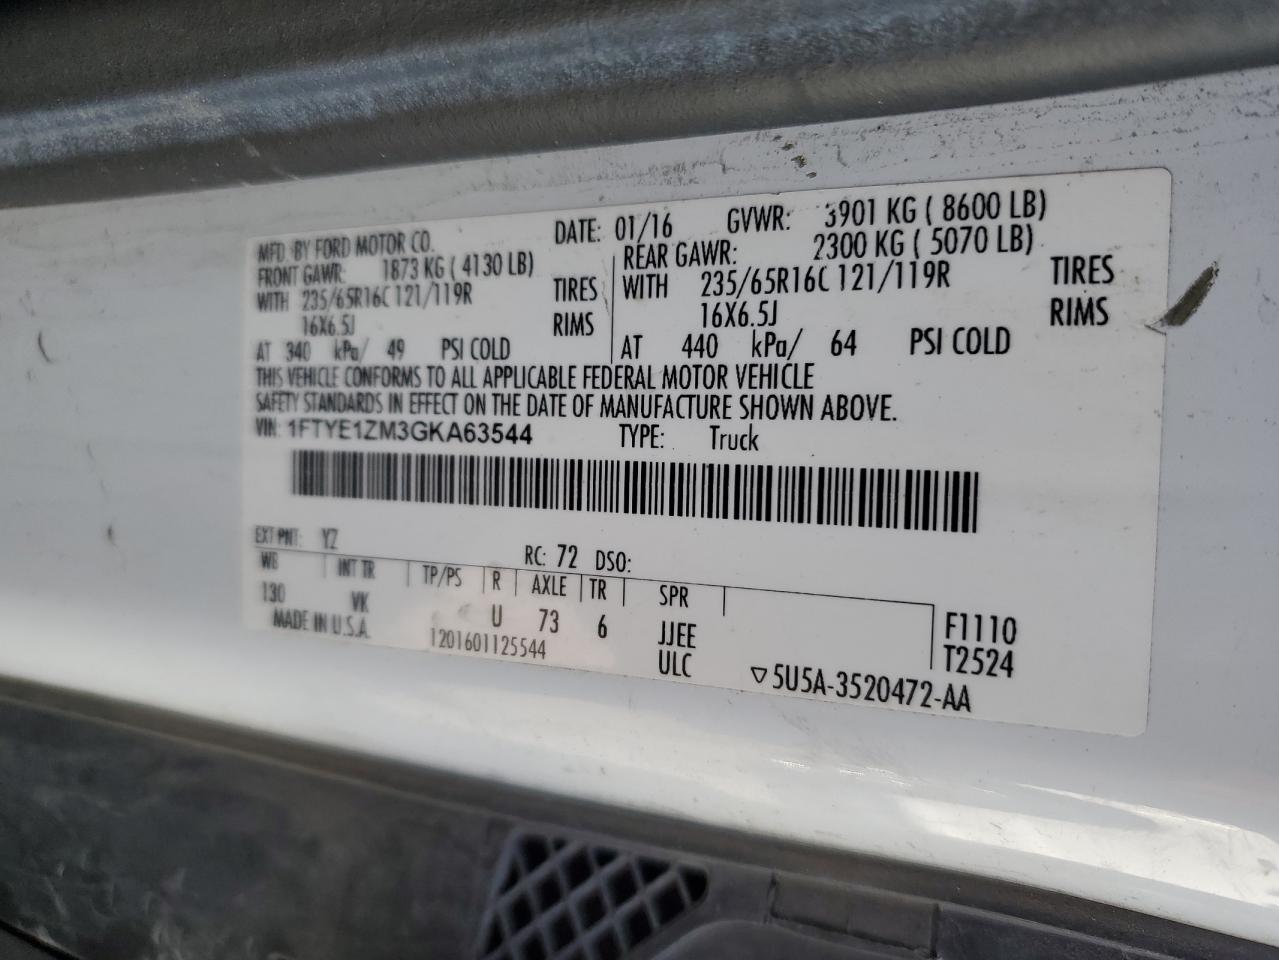 MFD. BY FORD MOTOR CO. DATE: 01/16 GVWR: 3901 KG ( 8600 LB)
FRONT GAWR: 1873 KG ( 4130 LB) REAR GAWR: 2300 KG ( 5070 LB)
WITH 235/65R16C 121/119R TIRES WITH 235/65R16C 121/119R TIRES
16X6.5J RIMS 16X6.5J RIMS
AT 340 kPa/ 49 PSI COLD AT 440 kPa/ 64 PSI COLD
THIS VEHICLE CONFORMS TO ALL APPLICABLE FEDERAL MOTOR VEHICLE
SAFETY STANDARDS IN EFFECT ON THE DATE OF MANUFACTURE SHOWN ABOVE.
VIN: 1FTYE1ZM3GKA63544 TYPE: Truck
EXT PNT: YZ RC: 72 DSO:
WB INT TR TP/PS R AXLE TR SPR
130 VK U 73 6 JJEE F1110
MADE IN U.S.A. 1201601125544 ULC T2524
▽5U5A-3520472-AA